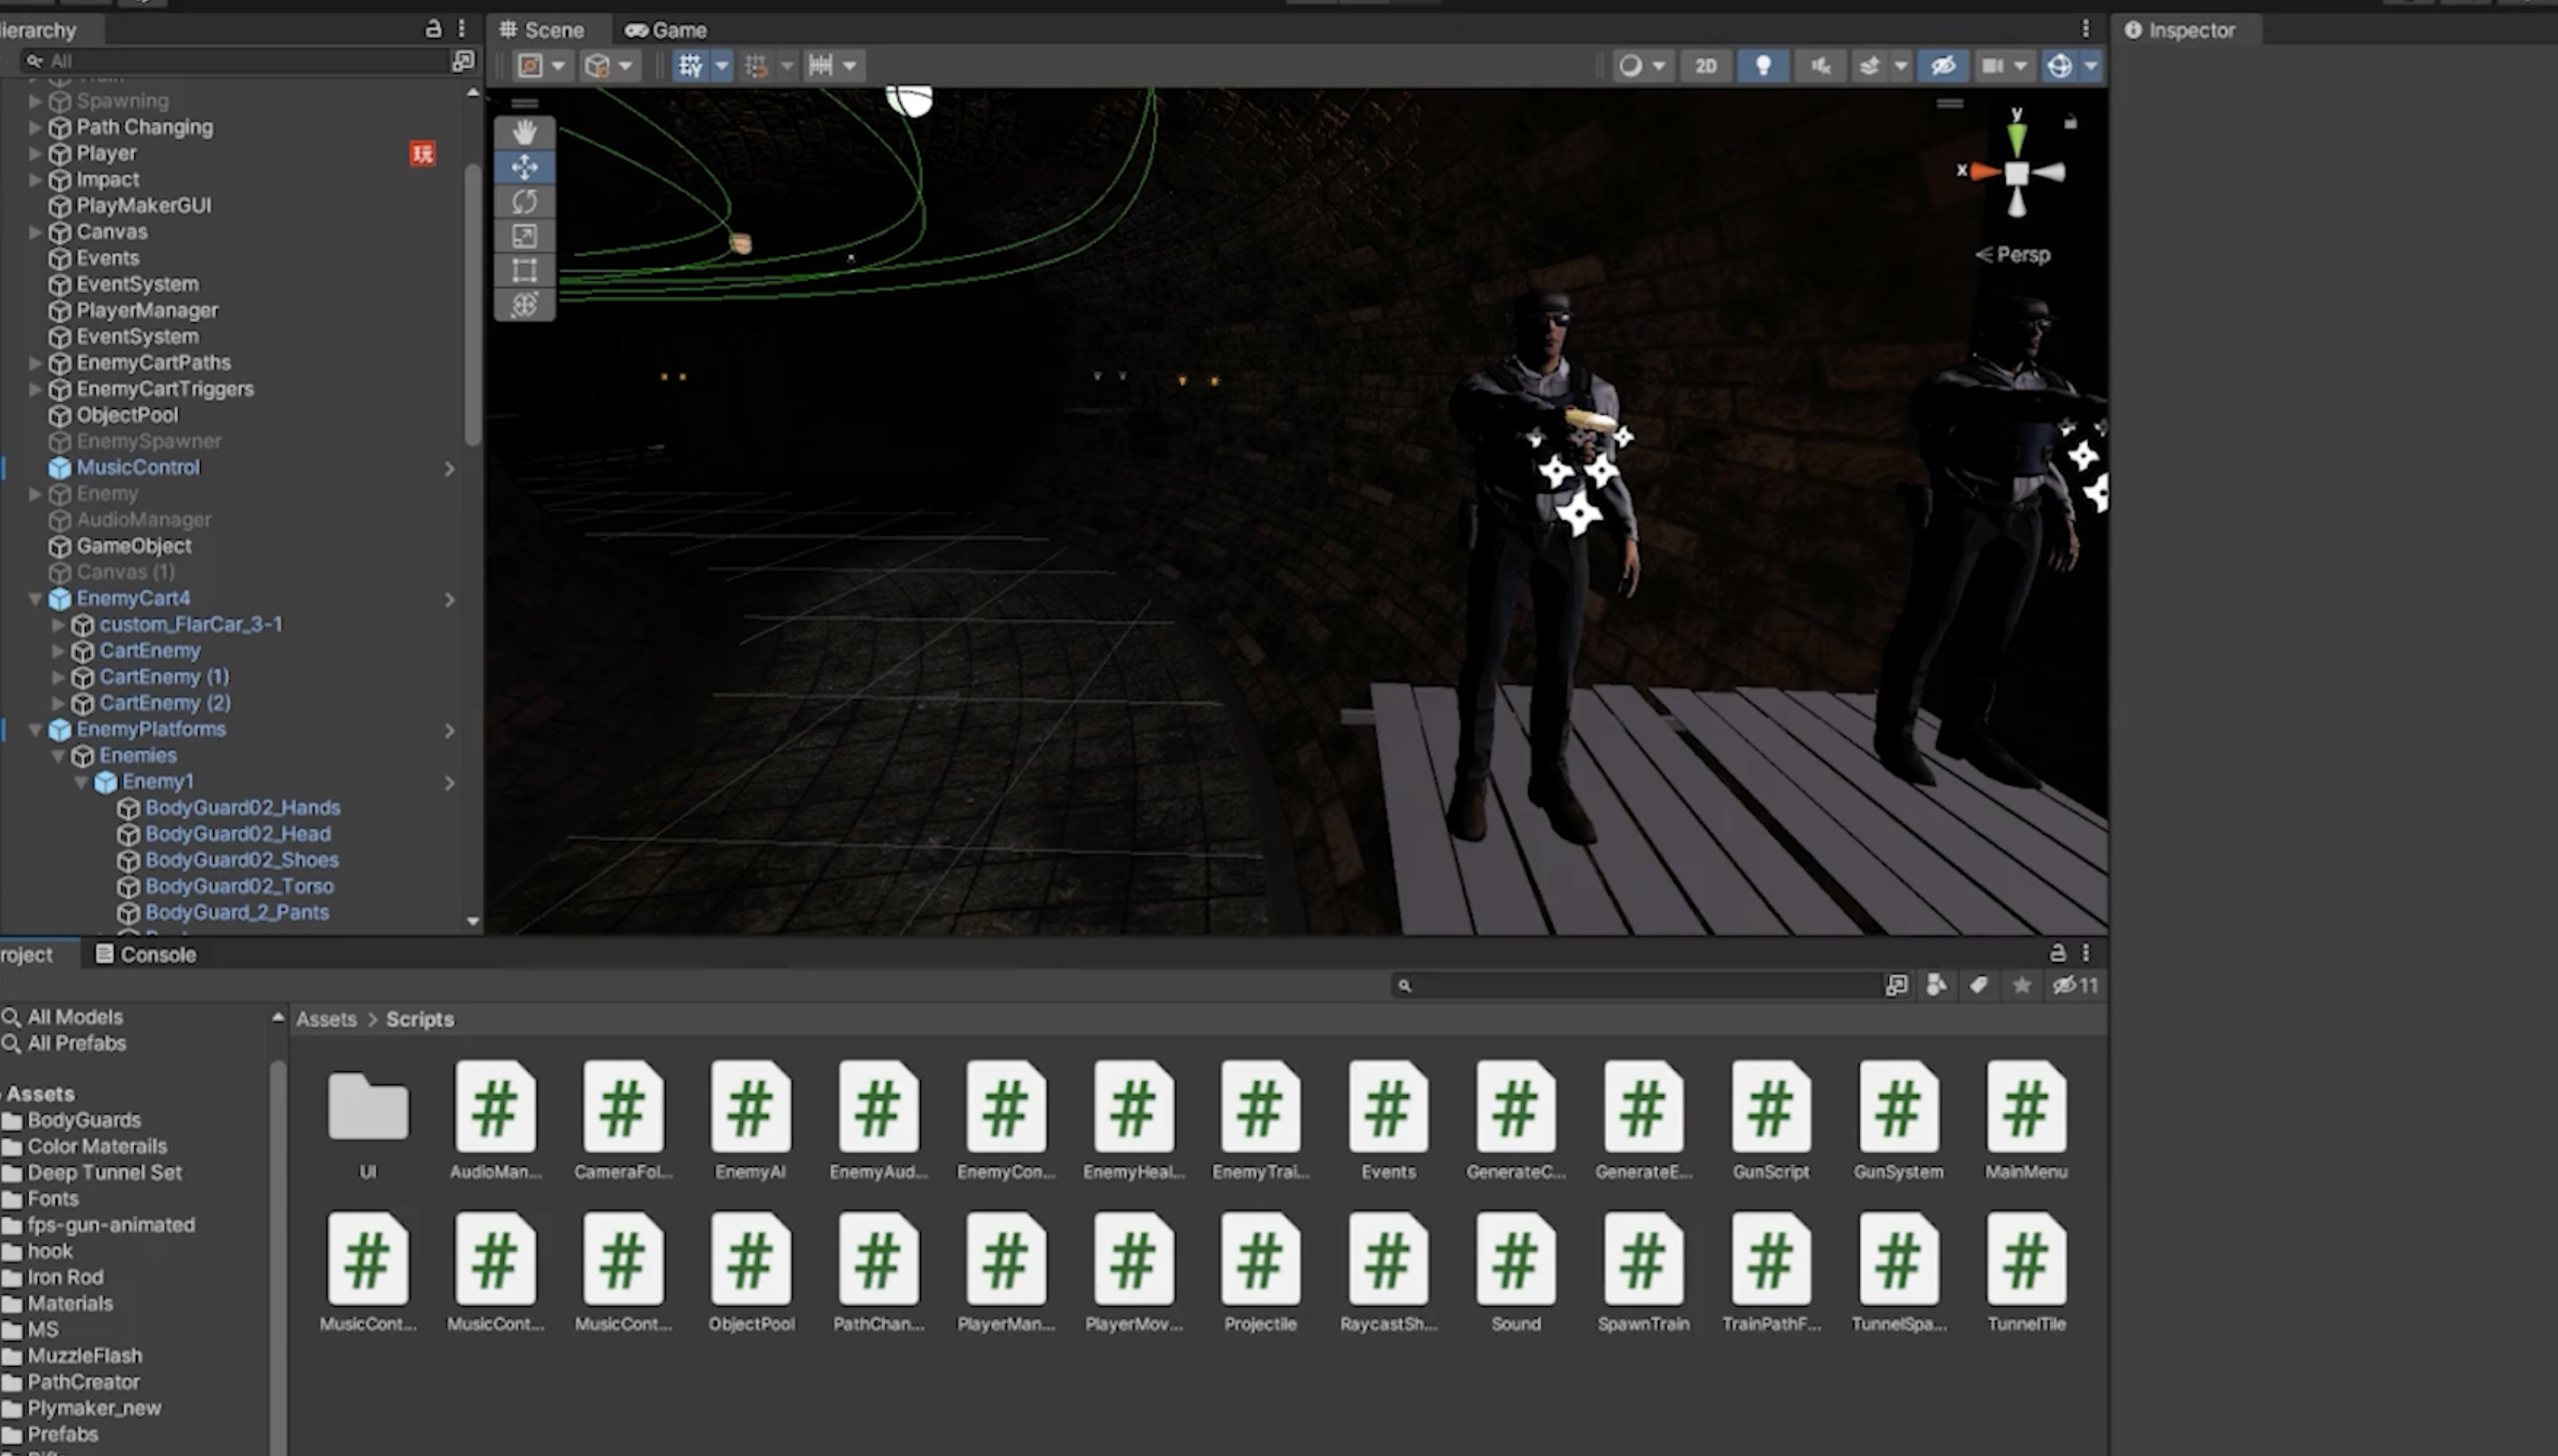 ierarchy
Scene
Game
Inspector
All
2D
Train
Spawning
Path Changing
Player
玩
Impact
PlayMakerGUI
Canvas
Events
EventSystem
PlayerManager
EventSystem
EnemyCartPaths
EnemyCartTriggers
ObjectPool
EnemySpawner
MusicControl
Enemy
AudioManager
GameObject
Canvas (1)
EnemyCart4
custom_FlarCar_3-1
CartEnemy
CartEnemy (1)
CartEnemy (2)
EnemyPlatforms
Enemies
Enemy1
BodyGuard02_Hands
BodyGuard02_Head
BodyGuard02_Shoes
BodyGuard02_Torso
BodyGuard_2_Pants
y
x
Persp
roject
Console
11
All Models
All Prefabs
Assets
BodyGuards
Color Materails
Deep Tunnel Set
Fonts
fps-gun-animated
hook
Iron Rod
Materials
MS
MuzzleFlash
PathCreator
Plymaker_new
Prefabs
Assets > Scripts
UI
AudioMan...
CameraFol...
EnemyAI
EnemyAud...
EnemyCon...
EnemyHeal...
EnemyTrai...
Events
GenerateC...
GenerateE...
GunScript
GunSystem
MainMenu
MusicCont...
MusicCont...
MusicCont...
ObjectPool
PathChan...
PlayerMan...
PlayerMov...
Projectile
RaycastSh...
Sound
SpawnTrain
TrainPathF...
TunnelSpa...
TunnelTile